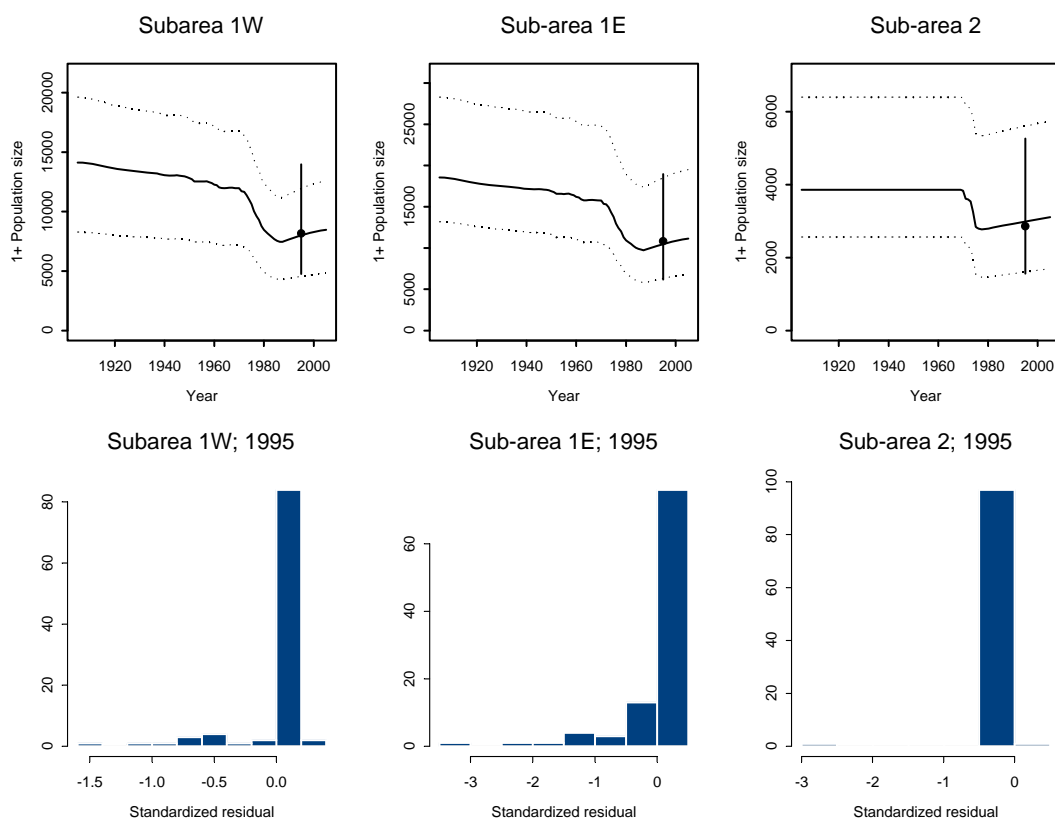 Subarea 1W
Sub-area 1E
Sub-area 2
1+ Population size
0 5000 10000 15000 20000
1920 1940 1960 1980 2000
Year
1+ Population size
0 5000 15000 25000
1920 1940 1960 1980 2000
Year
1+ Population size
0 2000 4000 6000
1920 1940 1960 1980 2000
Year
Subarea 1W; 1995
Sub-area 1E; 1995
Sub-area 2; 1995
0 20 40 60 80
-1.5 -1.0 -0.5 0.0
Standardized residual
0 20 40 60
-3 -2 -1 0
Standardized residual
0 20 40 60 80 100
-3 -2 -1 0
Standardized residual